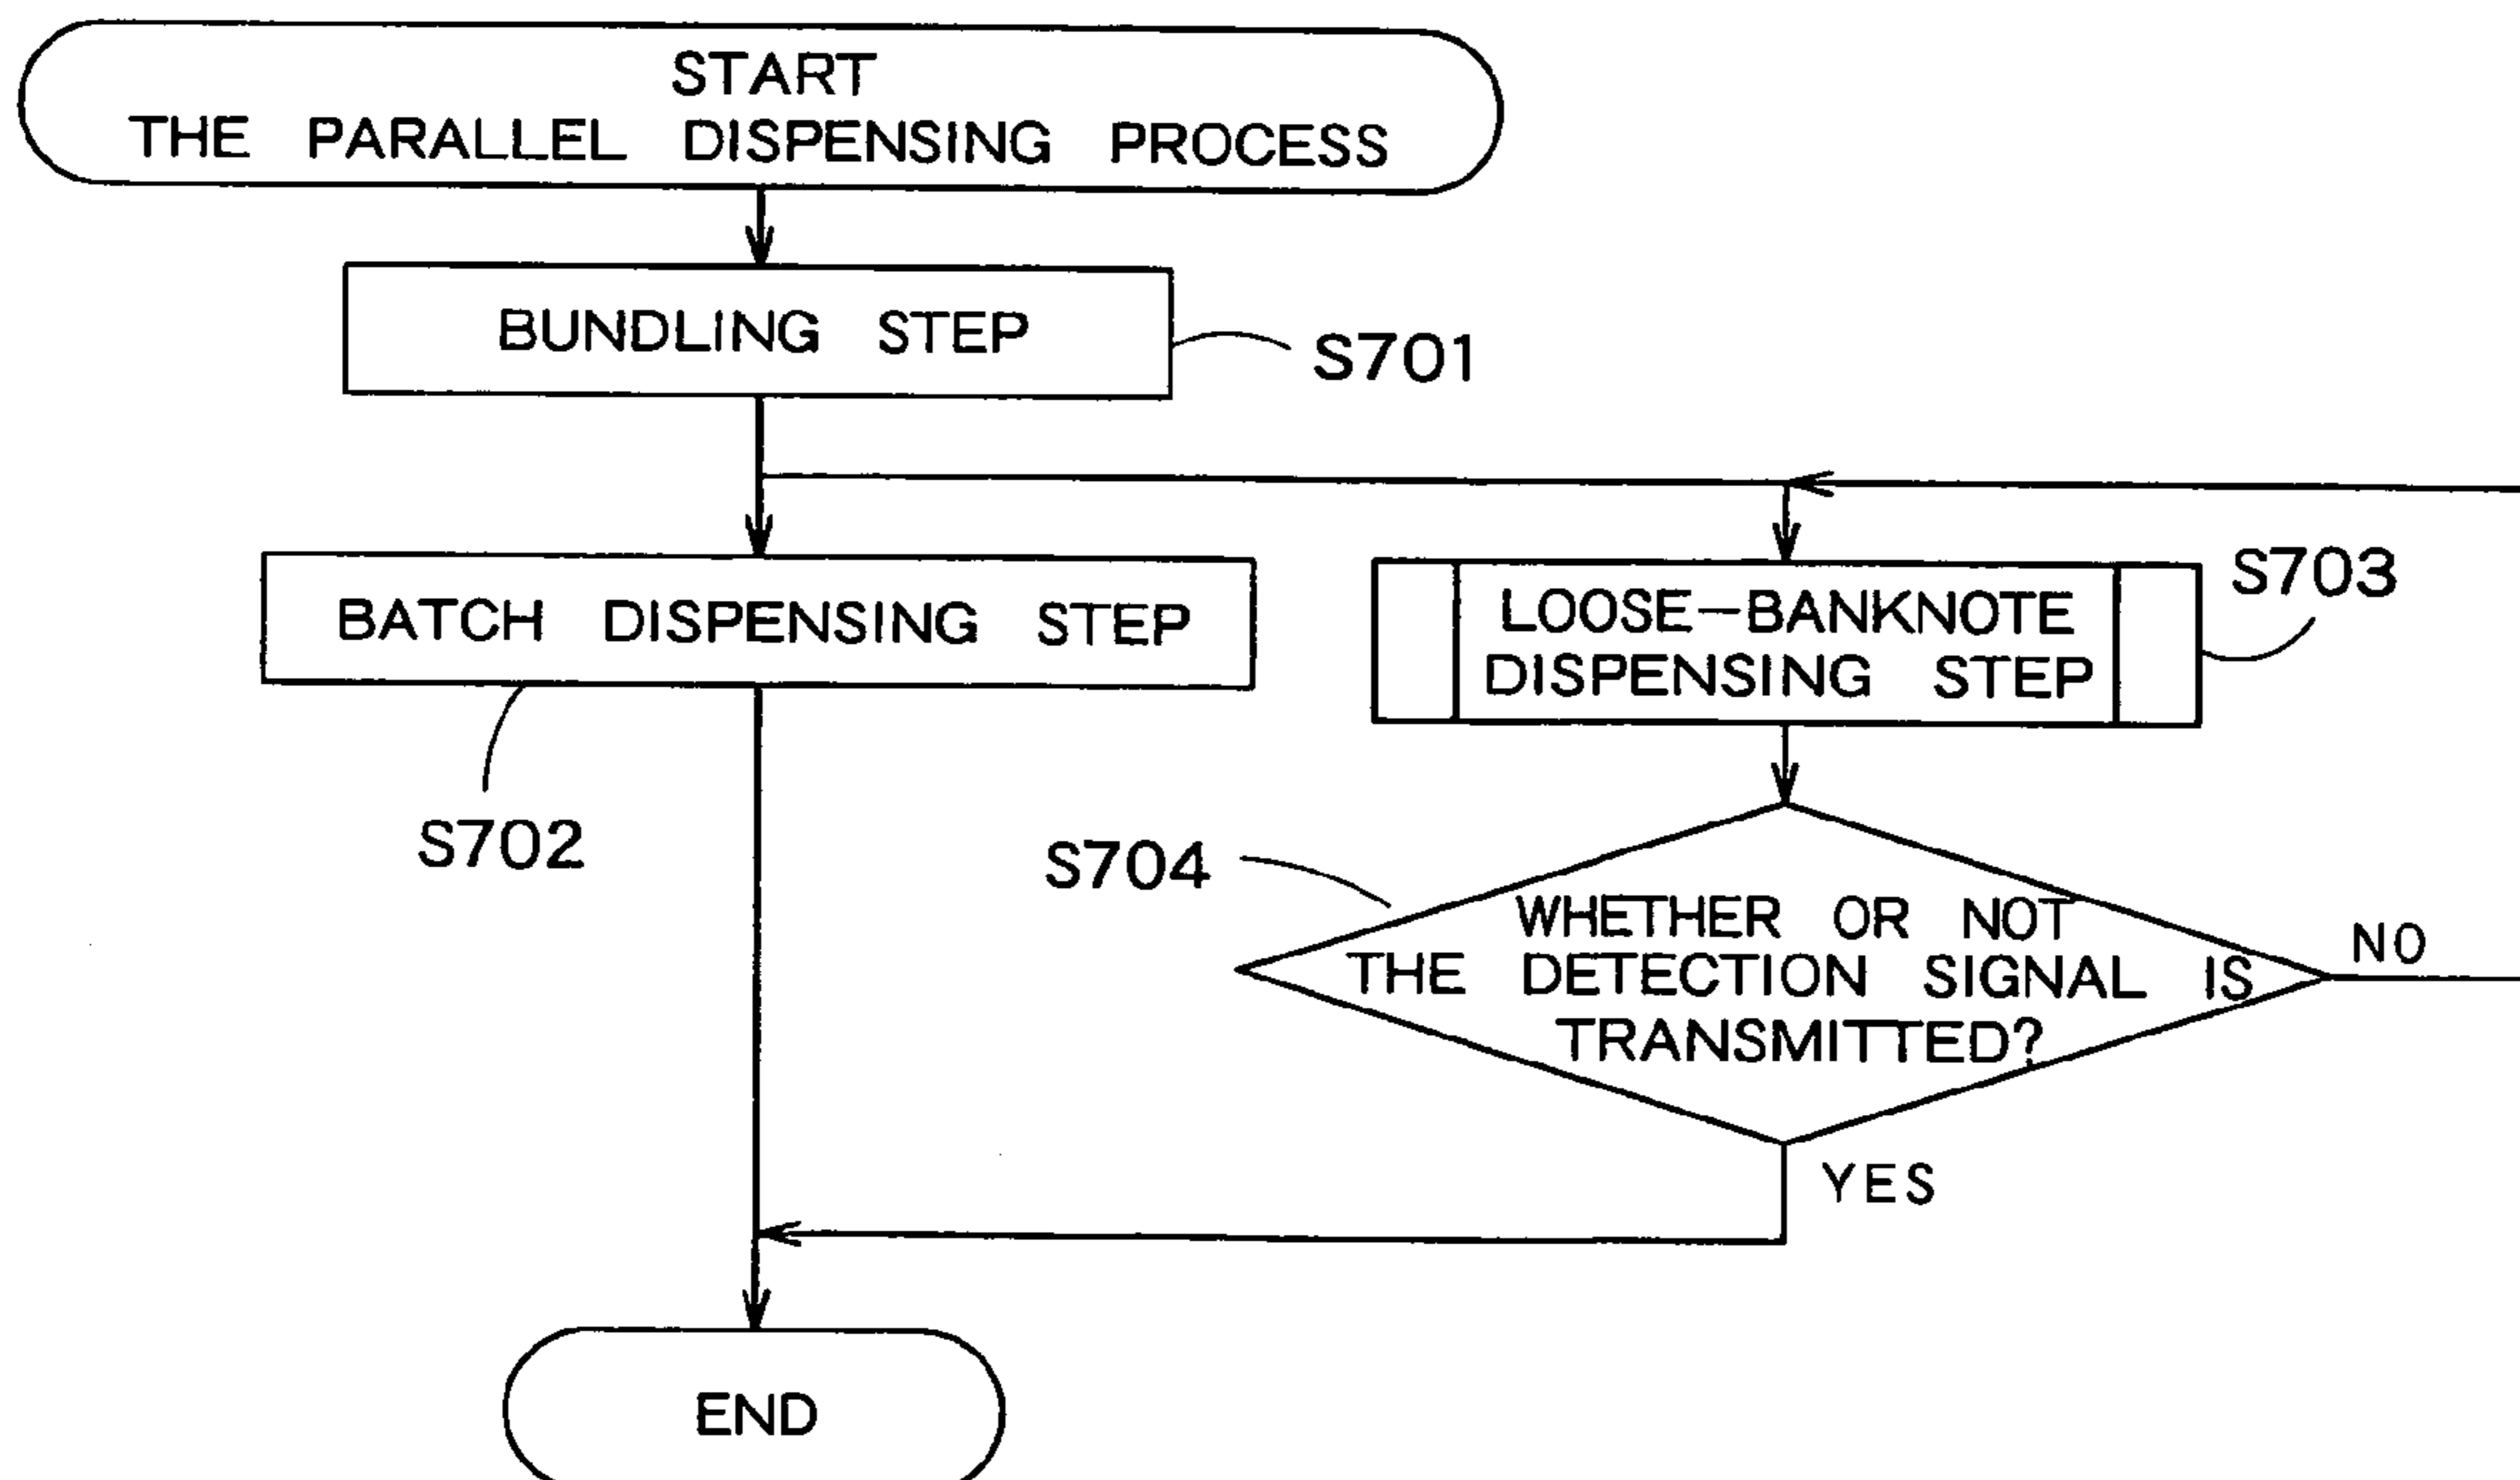 START
THE PARALLEL DISPENSING PROCESS
BUNDLING STEP
S701
BATCH DISPENSING STEP
S702
LOOSE-BANKNOTE
DISPENSING STEP
S703
S704
WHETHER OR NOT
THE DETECTION SIGNAL IS
TRANSMITTED?
NO
YES
END